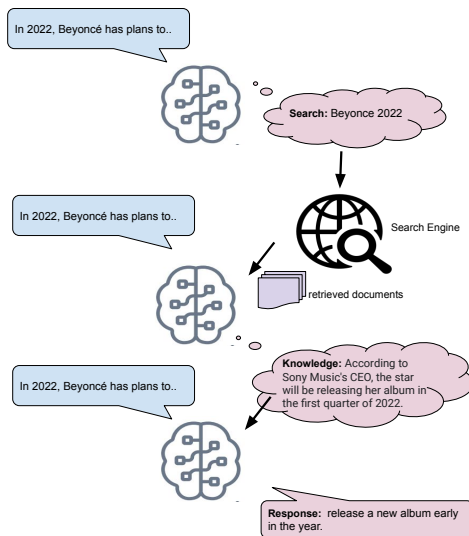 In 2022, Beyoncé has plans to..
Search: Beyonce 2022
In 2022, Beyoncé has plans to..
Search Engine
retrieved documents
In 2022, Beyoncé has plans to..
Knowledge: According to
Sony Music's CEO, the star
will be releasing her album in
the first quarter of 2022.
Response: release a new album early
in the year.